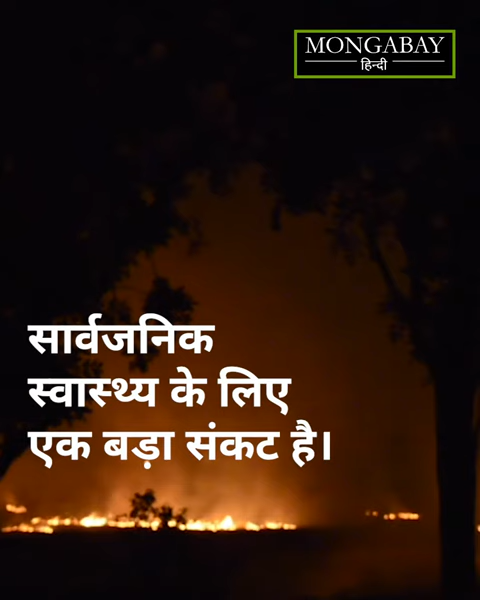 MONGABAY
हिन्दी
सार्वजनिक
स्वास्थ्य के लिए
एक बड़ा संकट है।